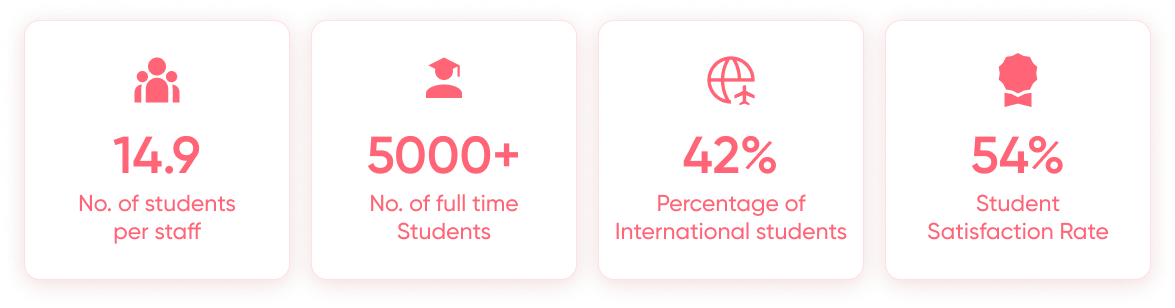 14.9
No. of students
per staff
5000+
No. of full time
Students
42%
Percentage of
International students
54%
Student
Satisfaction Rate